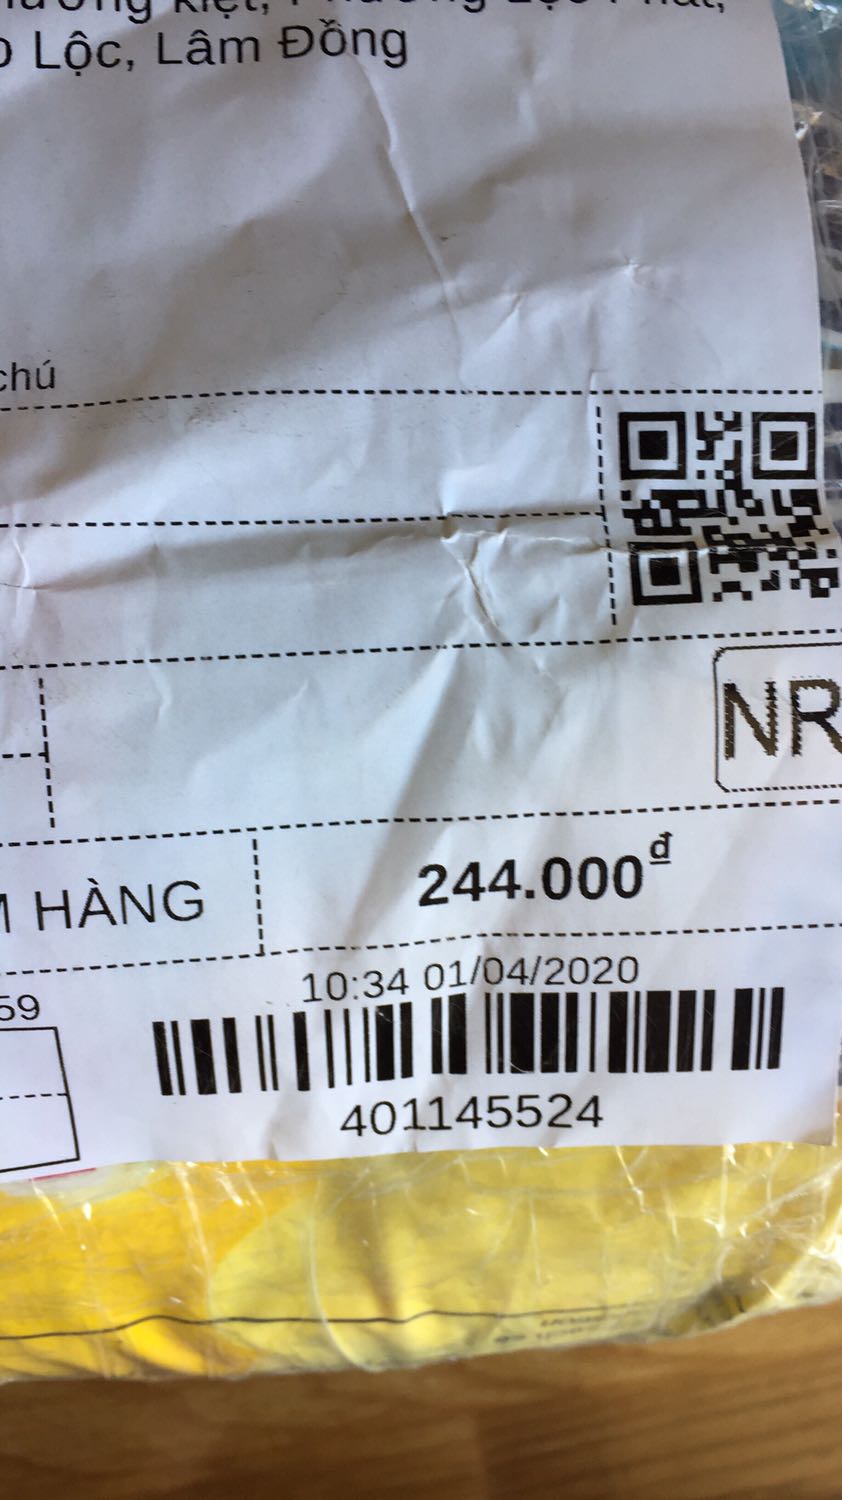 Lộc, Lâm Đồng
chú
NR
HÀNG
244.000đ
10:34 01/04/2020
59
401145524